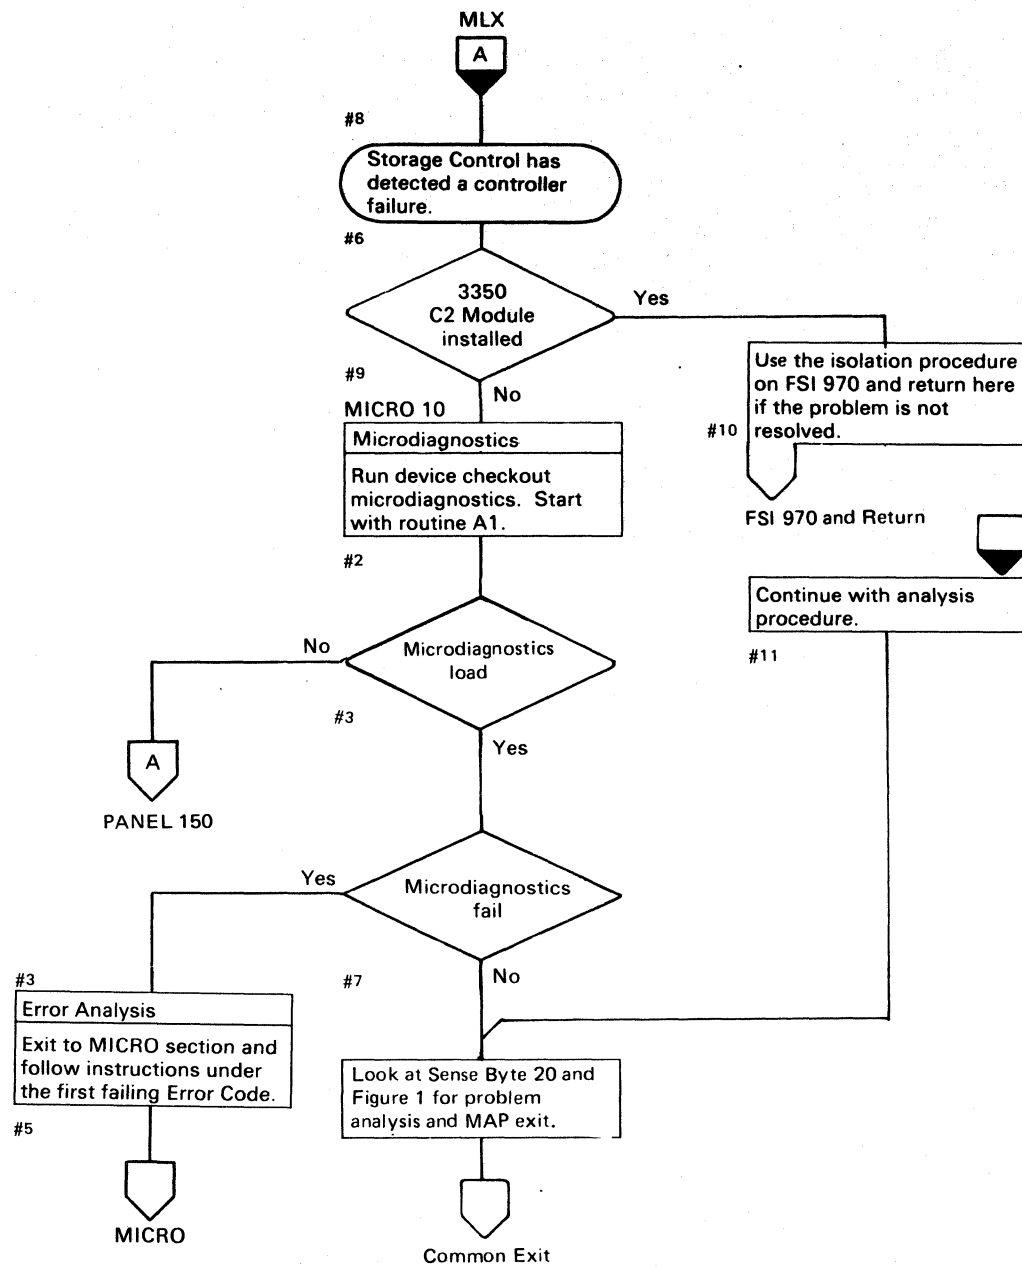 MLX
A
#8
Storage Control has
detected a controller
failure.
#6
3350
C2 Module
installed
Yes
No
Use the isolation procedure
on FSI 970 and return here
if the problem is not
resolved.
#10
FSI 970 and Return
Continue with analysis
procedure.
#11
#9
MICRO 10
Microdiagnostics
Run device checkout
microdiagnostics. Start
with routine A1.
#2
Microdiagnostics
load
No
A
PANEL 150
#3
Yes
Microdiagnostics
fail
Yes
#3
Error Analysis
Exit to MICRO section and
follow instructions under
the first failing Error Code.
#5
MICRO
#7
No
Look at Sense Byte 20 and
Figure 1 for problem
analysis and MAP exit.
Common Exit